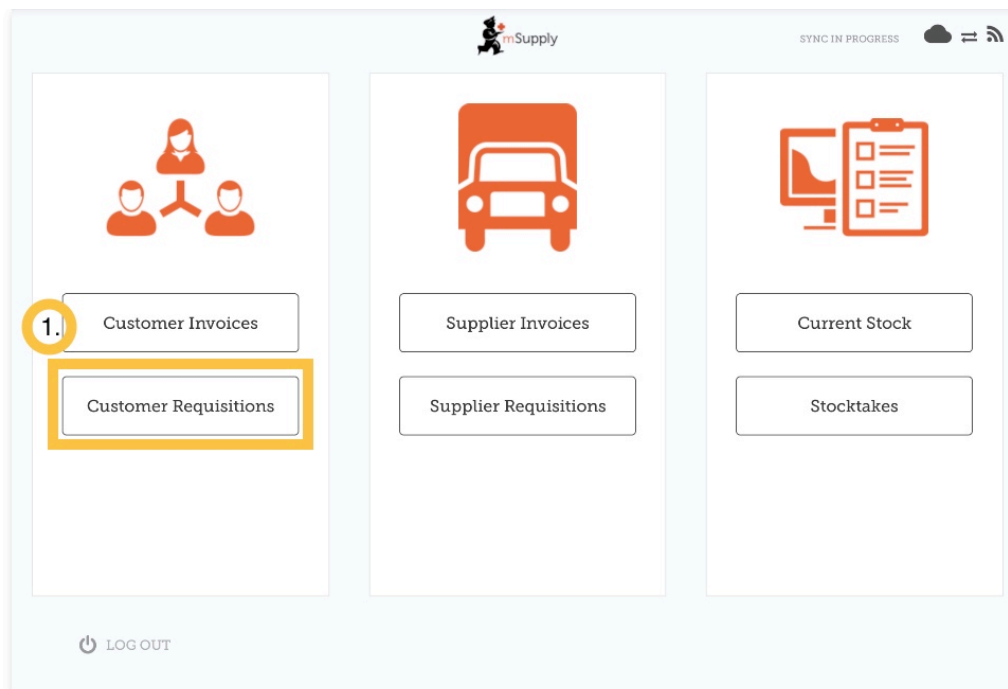 mSupply
SYNC IN PROGRESS
1.
Customer Invoices
Customer Requisitions
Supplier Invoices
Supplier Requisitions
Current Stock
Stocktakes
LOG OUT